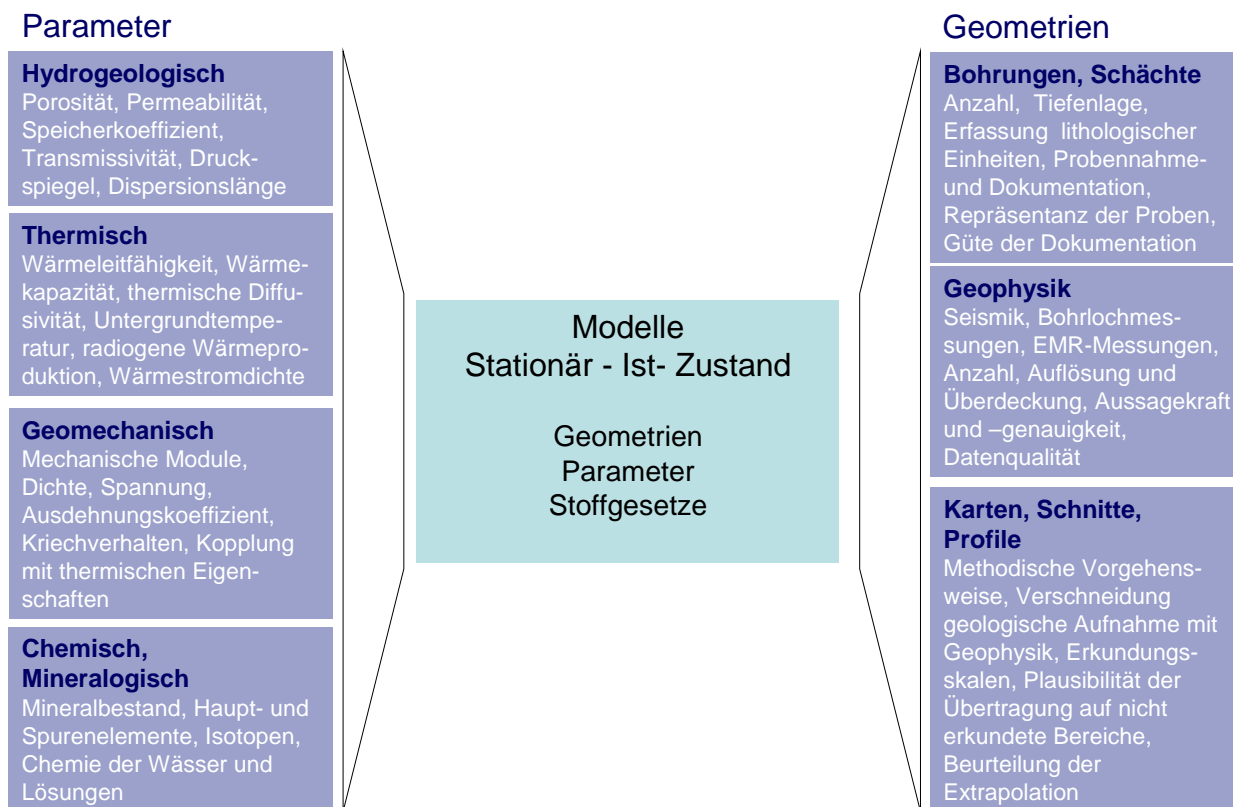 Parameter
Hydrogeologisch
Porosität, Permeabilität,
Speicherkoeffizient,
Transmissivität, Druck-
spiegel, Dispersionslänge
Thermisch
Wärmeleitfähigkeit, Wärme-
kapazität, thermische Diffu-
sivität, Untergrundtempe-
ratur, radiogene Wärmepro-
duktion, Wärmestromdichte
Geomechanisch
Mechanische Module,
Dichte, Spannung,
Ausdehnungskoeffizient,
Kriechverhalten, Kopplung
mit thermischen Eigen-
schaften
Chemisch,
Mineralogisch
Mineralbestand, Haupt- und
Spurenelemente, Isotopen,
Chemie der Wässer und
Lösungen
Modelle
Stationär - Ist- Zustand
Geometrien
Parameter
Stoffgesetze
Geometrien
Bohrungen, Schächte
Anzahl, Tiefenlage,
Erfassung lithologischer
Einheiten, Probennahme-
und Dokumentation,
Repräsentanz der Proben,
Güte der Dokumentation
Geophysik
Seismik, Bohrlochmes-
sungen, EMR-Messungen,
Anzahl, Auflösung und
Überdeckung, Aussagekraft
und –genauigkeit,
Datenqualität
Karten, Schnitte,
Profile
Methodische Vorgehens-
weise, Verschneidung
geologische Aufnahme mit
Geophysik, Erkundungs-
skalen, Plausibilität der
Übertragung auf nicht
erkundete Bereiche,
Beurteilung der
Extrapolation